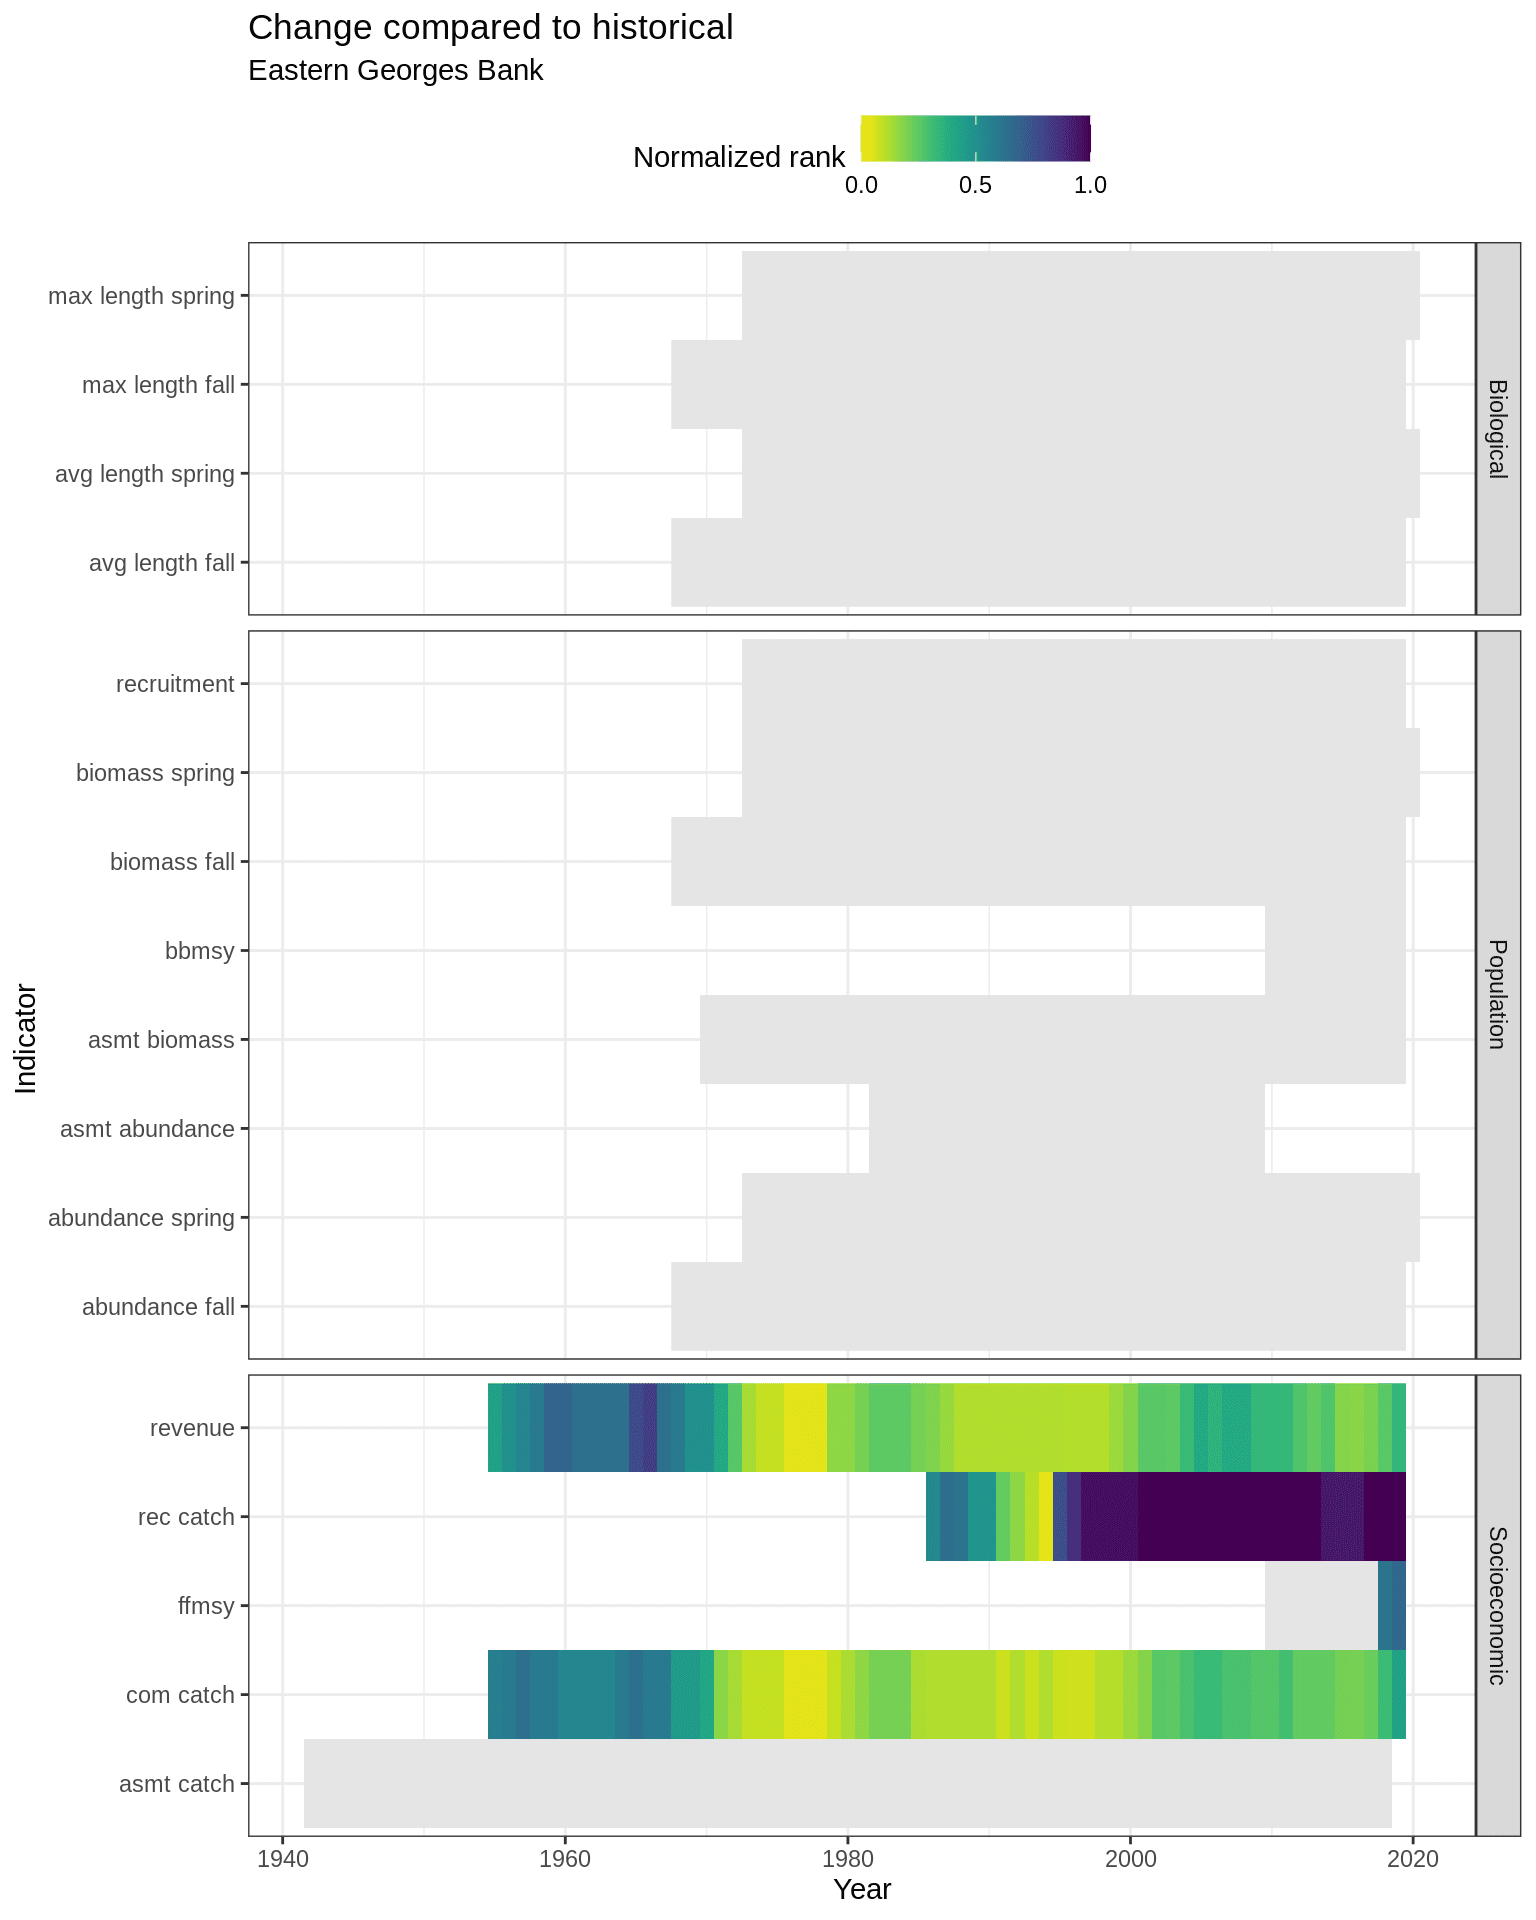 Change compared to historical
Eastern Georges Bank
Normalized rank
0.0 0.5 1.0
max length spring
max length fall
avg length spring
avg length fall
Biological
recruitment
biomass spring
biomass fall
bbmsy
asmt biomass
asmt abundance
abundance spring
abundance fall
Population
revenue
rec catch
ffmsy
com catch
asmt catch
Socioeconomic
Indicator
1940 1960 1980 2000 2020
Year